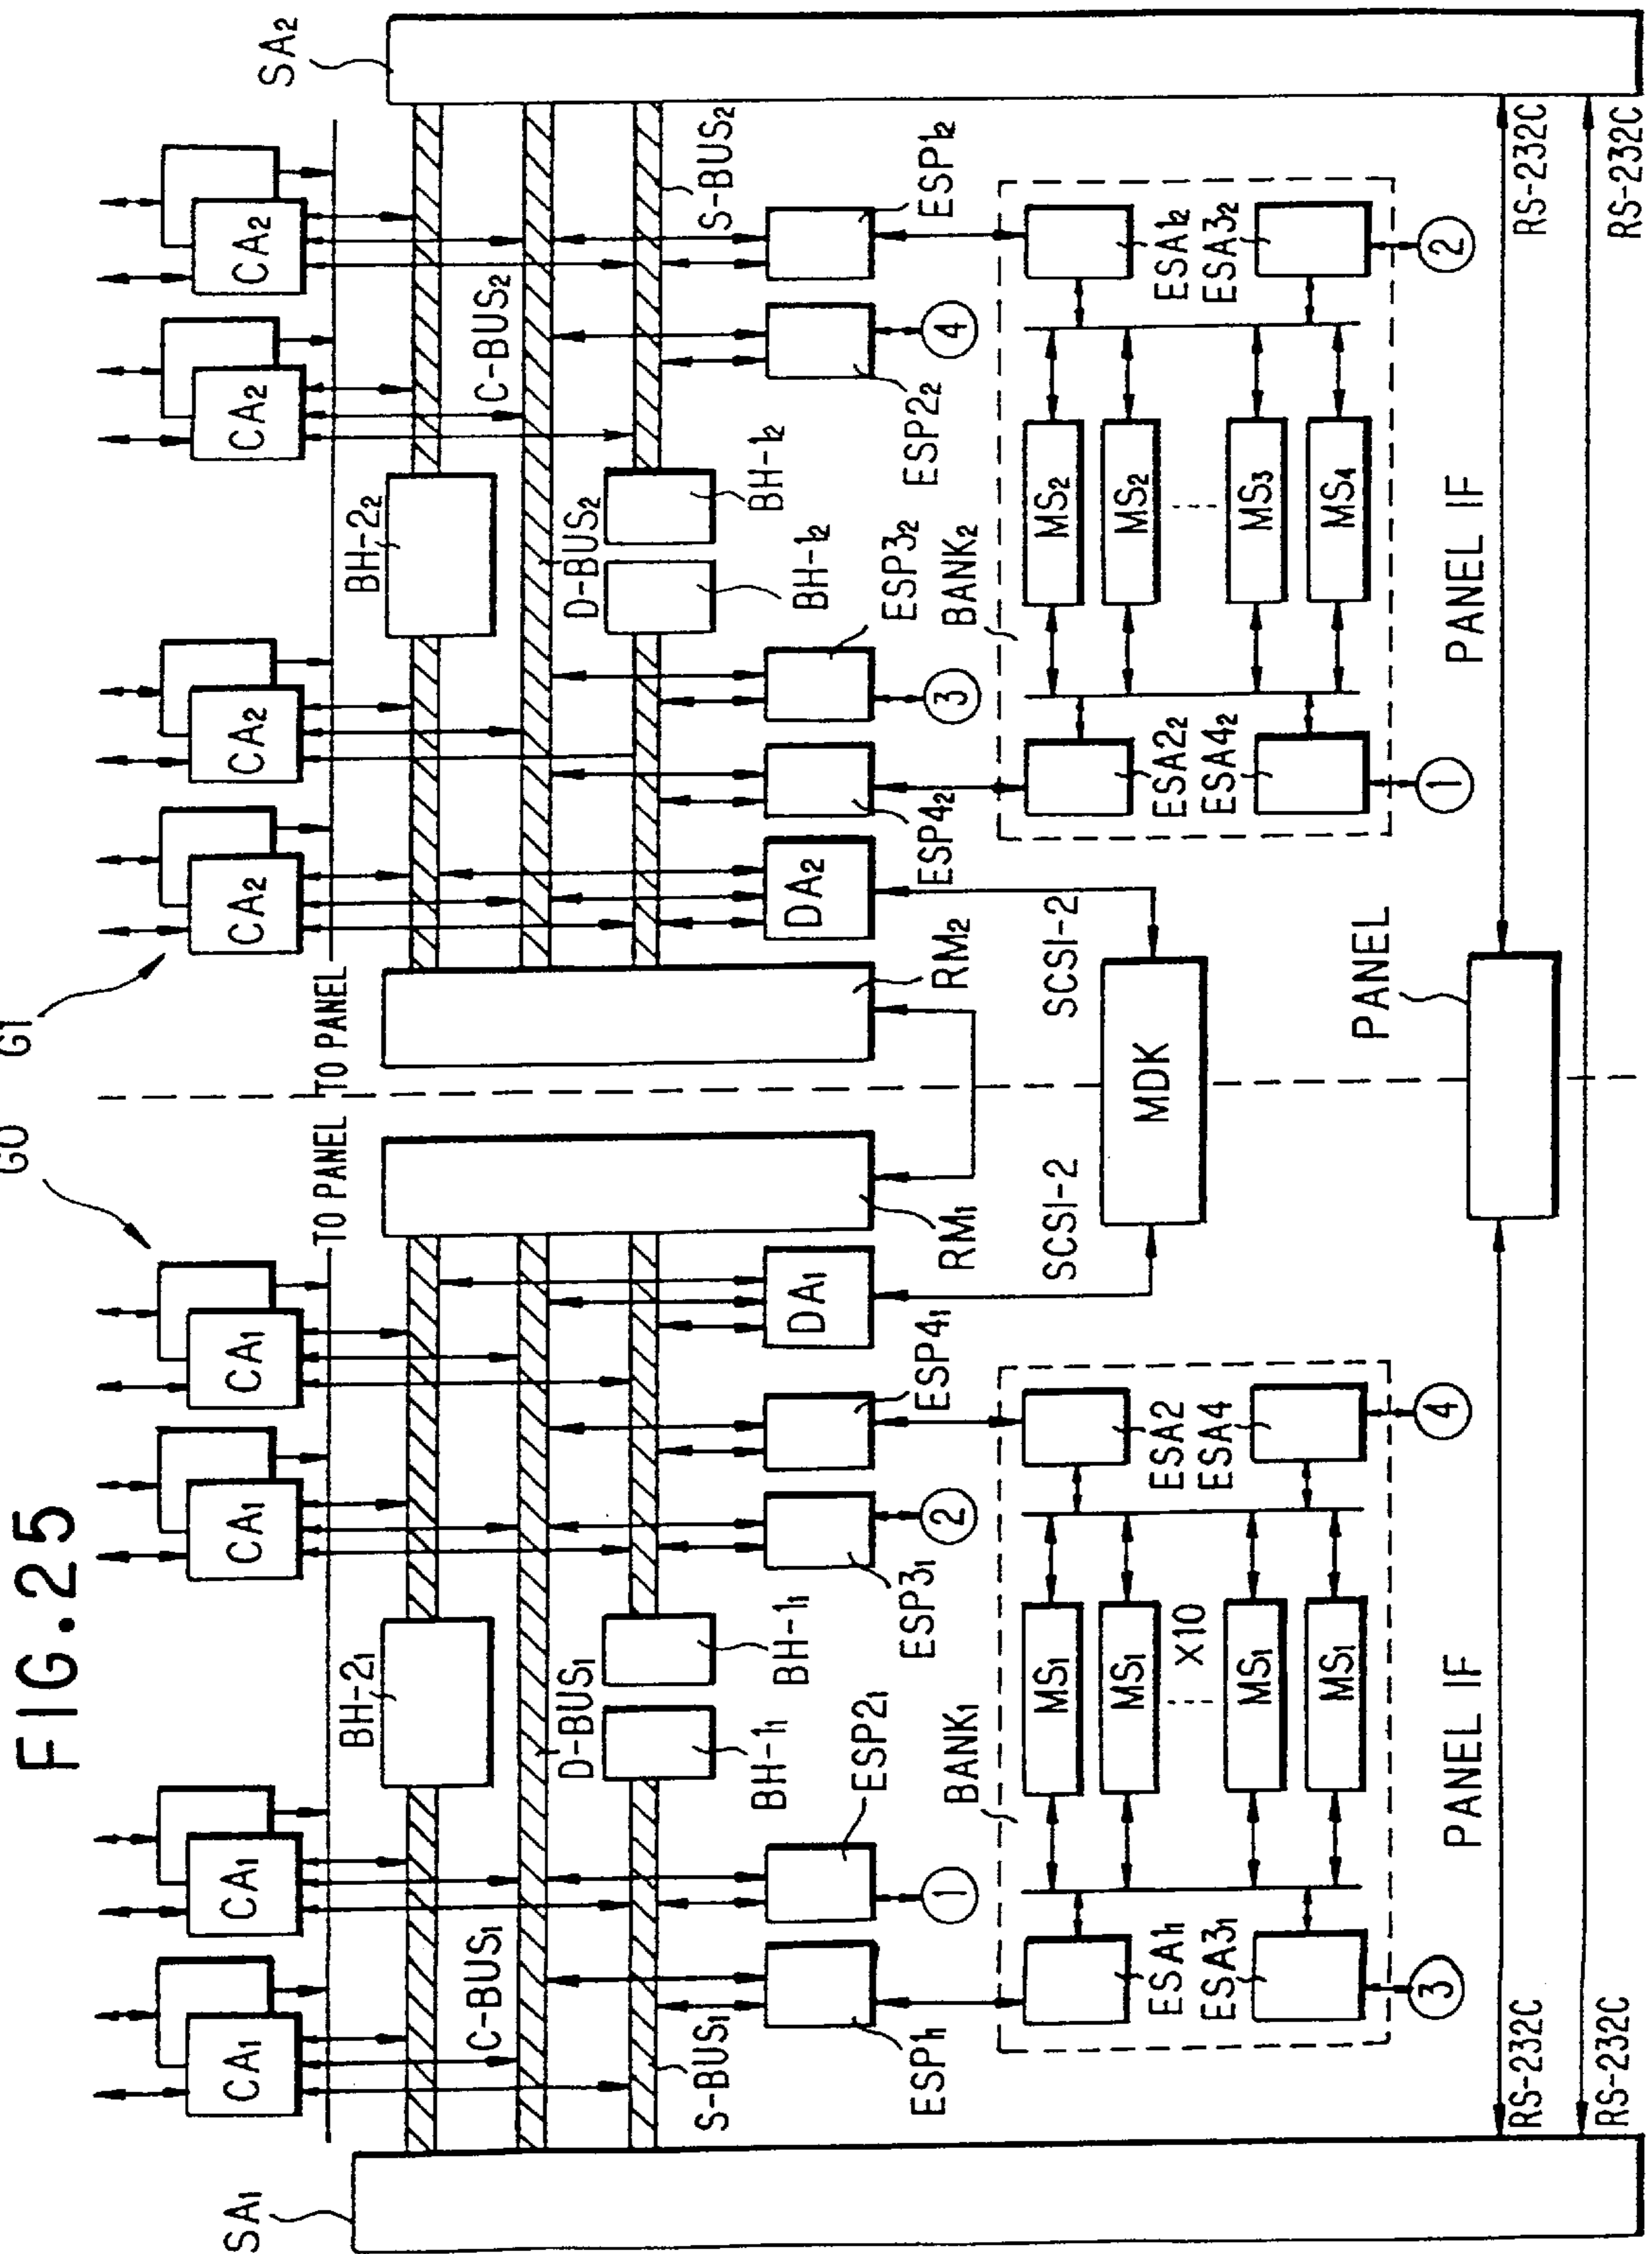 FIG.25
G0
G1
SA1
SA2
CA1
CA1
CA1
CA1
CA2
CA2
CA2
CA2
TO PANEL
TO PANEL
BH-21
BH-22
C-BUS1
C-BUS2
D-BUS1
D-BUS2
S-BUS1
S-BUS2
BH-11
BH-11
BH-12
BH-12
RM1
RM2
ESP11
ESP21
ESP31
ESP41
DA1
DA2
ESP42
ESP32
ESP22
ESP12
1
2
3
4
BANK1
BANK2
SCSI-2
SCSI-2
MDK
ESA11
ESA31
MS1
MS1
X10
MS1
MS1
ESA2
ESA4
ESA22
ESA42
MS2
MS2
MS3
MS4
ESA12
ESA32
3
4
1
2
PANEL IF
PANEL
PANEL IF
RS-232C
RS-232C
RS-232C
RS-232C